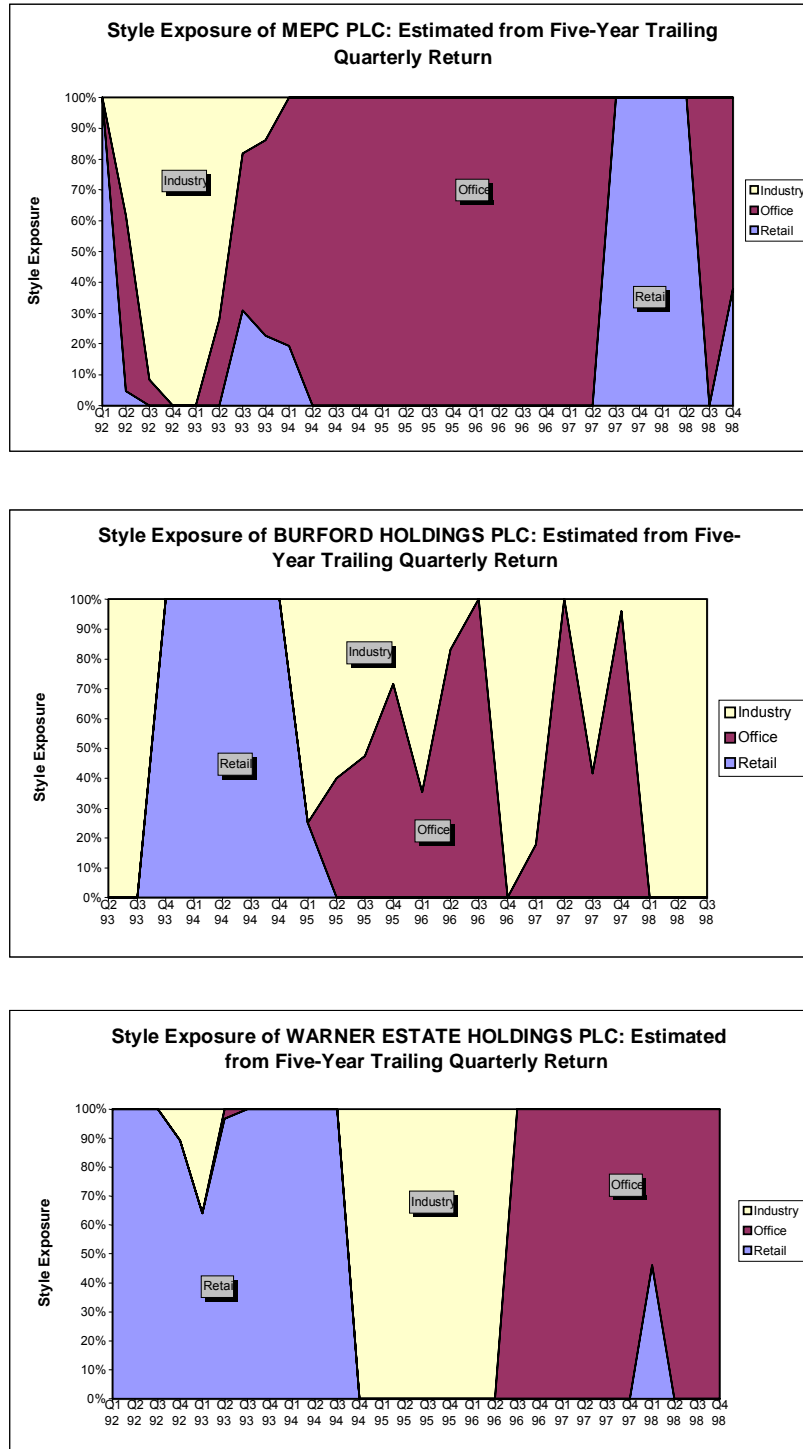 Style Exposure of MEPC PLC: Estimated from Five-Year Trailing
Quarterly Return
Style Exposure
100%
90%
80%
70%
60%
50%
40%
30%
20%
10%
0%
Industry
Office
Retail
Q1 Q2 Q3 Q4 Q1 Q2 Q3 Q4 Q1 Q2 Q3 Q4 Q1 Q2 Q3 Q4 Q1 Q2 Q3 Q4 Q1 Q2 Q3 Q4 Q1 Q2 Q3 Q4
92 92 92 92 93 93 93 93 94 94 94 94 95 95 95 95 96 96 96 96 97 97 97 97 98 98 98 98
Industry
Office
Retail
Style Exposure of BURFORD HOLDINGS PLC: Estimated from Five-
Year Trailing Quarterly Return
Style Exposure
100%
90%
80%
70%
60%
50%
40%
30%
20%
10%
0%
Industry
Retail
Office
Q2 Q3 Q4 Q1 Q2 Q3 Q4 Q1 Q2 Q3 Q4 Q1 Q2 Q3 Q4 Q1 Q2 Q3 Q4 Q1 Q2 Q3
93 93 93 94 94 94 94 95 95 95 95 96 96 96 96 97 97 97 97 98 98 98
Industry
Office
Retail
Style Exposure of WARNER ESTATE HOLDINGS PLC: Estimated
from Five-Year Trailing Quarterly Return
Style Exposure
100%
90%
80%
70%
60%
50%
40%
30%
20%
10%
0%
Office
Industry
Retail
Q1 Q2 Q3 Q4 Q1 Q2 Q3 Q4 Q1 Q2 Q3 Q4 Q1 Q2 Q3 Q4 Q1 Q2 Q3 Q4 Q1 Q2 Q3 Q4 Q1 Q2 Q3 Q4
92 92 92 92 93 93 93 93 94 94 94 94 95 95 95 95 96 96 96 96 97 97 97 97 98 98 98 98
Industry
Office
Retail